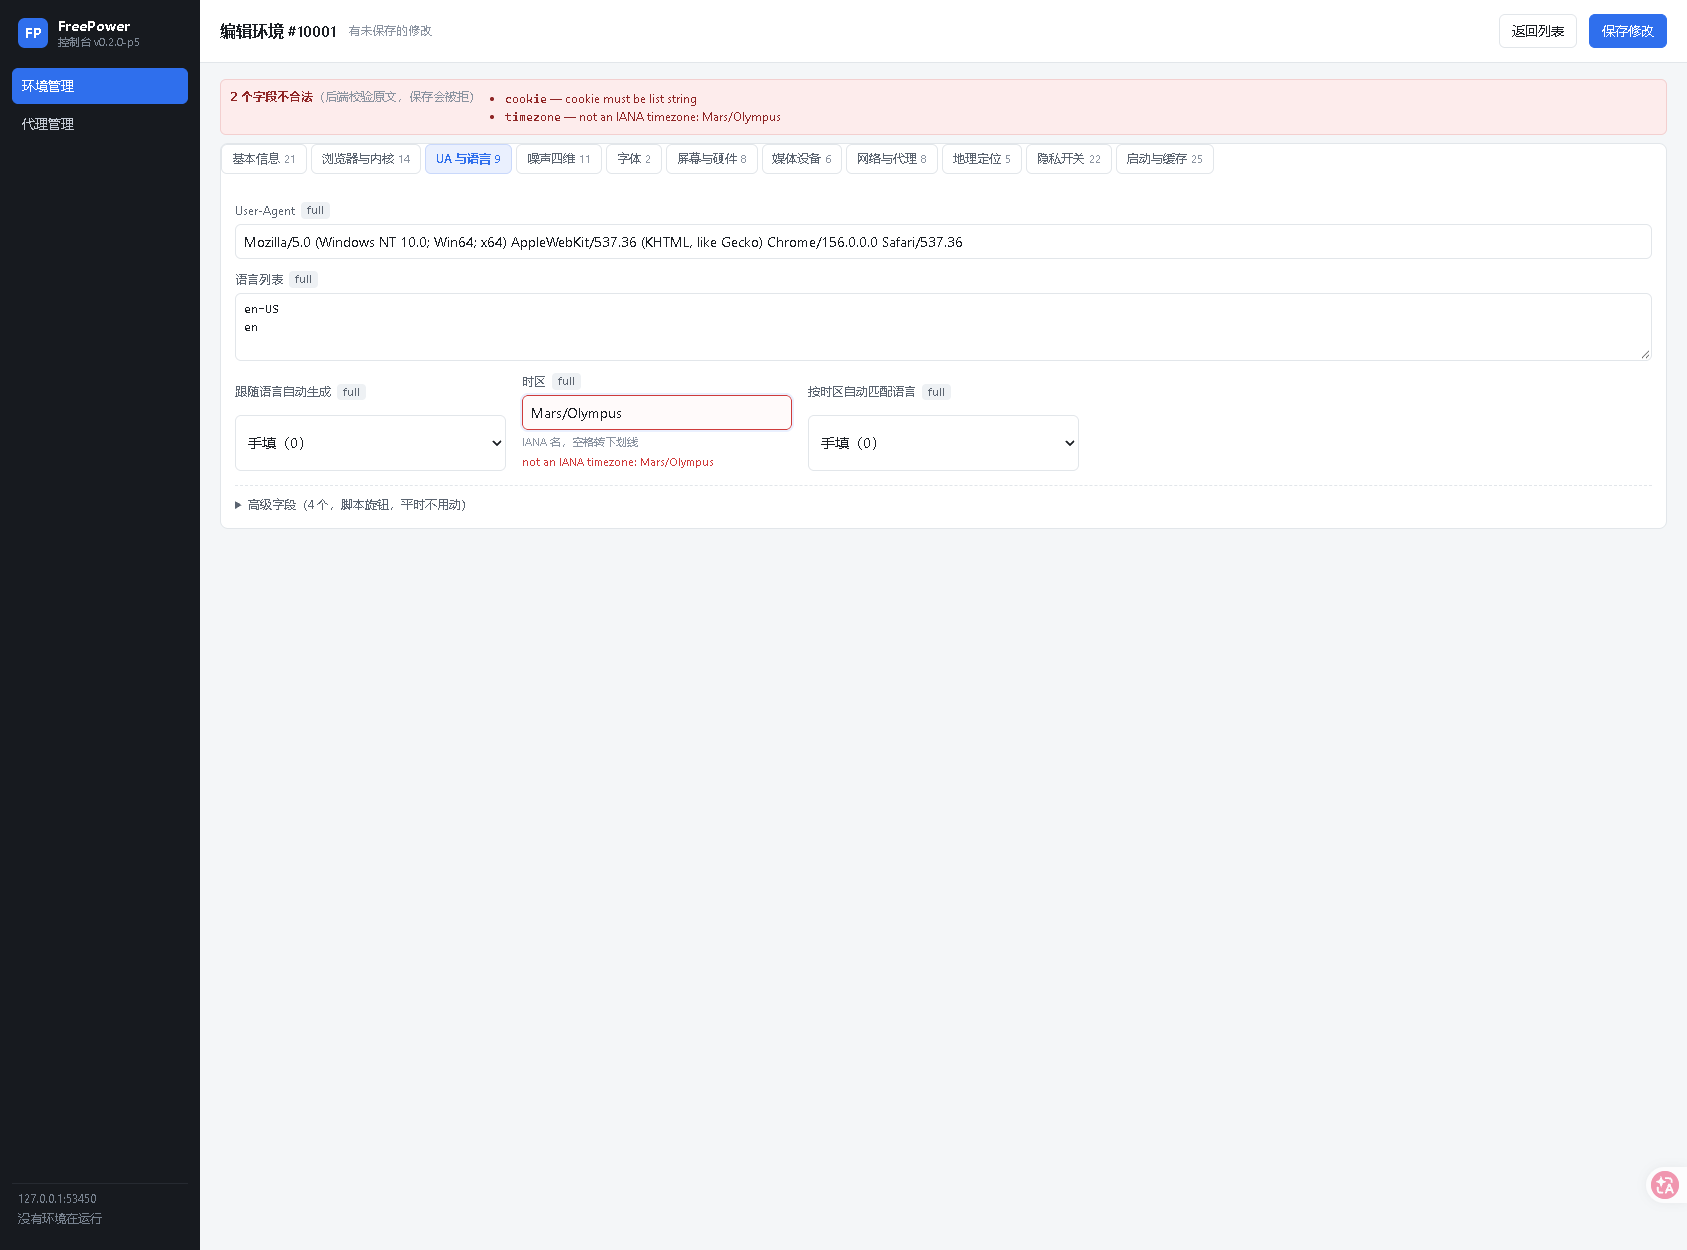 FP
FreePower
控制台 v0.2.0-p5
环境管理
代理管理
编辑环境 #10001 有未保存的修改
返回列表
保存修改
2 个字段不合法（后端校验原文，保存会被拒）
• cookie — cookie must be list string
• timezone — not an IANA timezone: Mars/Olympus
基本信息 21
浏览器与内核 14
UA 与语言 9
噪声四维 11
字体 2
屏幕与硬件 8
媒体设备 6
网络与代理 8
地理定位 5
隐私开关 22
启动与缓存 25
User-Agent full
Mozilla/5.0 (Windows NT 10.0; Win64; x64) AppleWebKit/537.36 (KHTML, like Gecko) Chrome/156.0.0.0 Safari/537.36
语言列表 full
en-US
en
跟随语言自动生成 full
手填（0）
时区 full
Mars/Olympus
IANA 名，空格转下划线
not an IANA timezone: Mars/Olympus
按时区自动匹配语言 full
手填（0）
高级字段（4 个，脚本旋钮，平时不用动）
127.0.0.1:53450
没有环境在运行